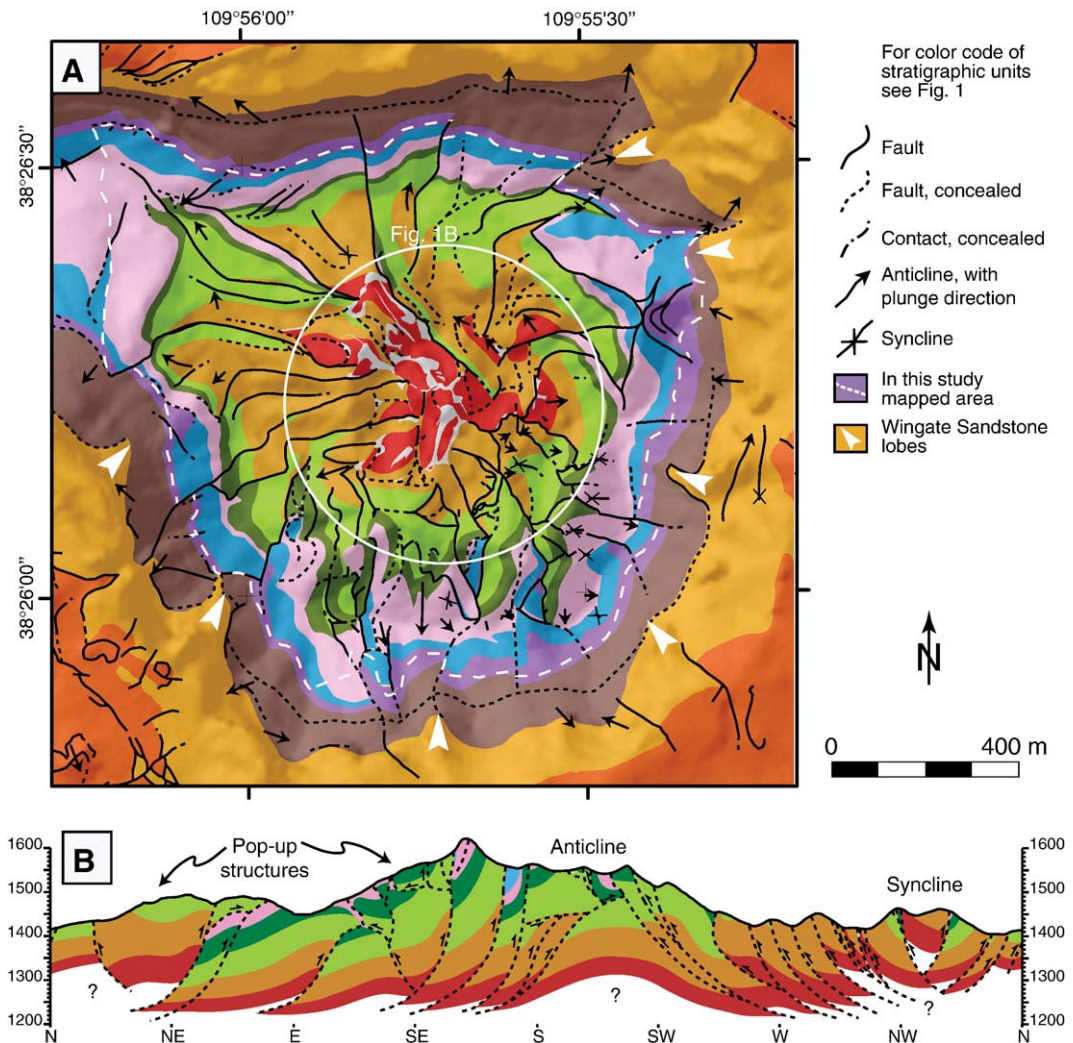 109°56'00”
109°55'30”
A
38°26'30”
38°26'00”
Fig. 1B
For color code of
stratigraphic units
see Fig. 1
Fault
Fault, concealed
Contact, concealed
Anticline, with
plunge direction
Syncline
In this study
mapped area
Wingate Sandstone
lobes
N
0 400 m
B
Pop-up
structures
Anticline
Syncline
1600
1500
1400
1300
1200
1600
1500
1400
1300
1200
? ? ?
N NE E SE S SW W NW N